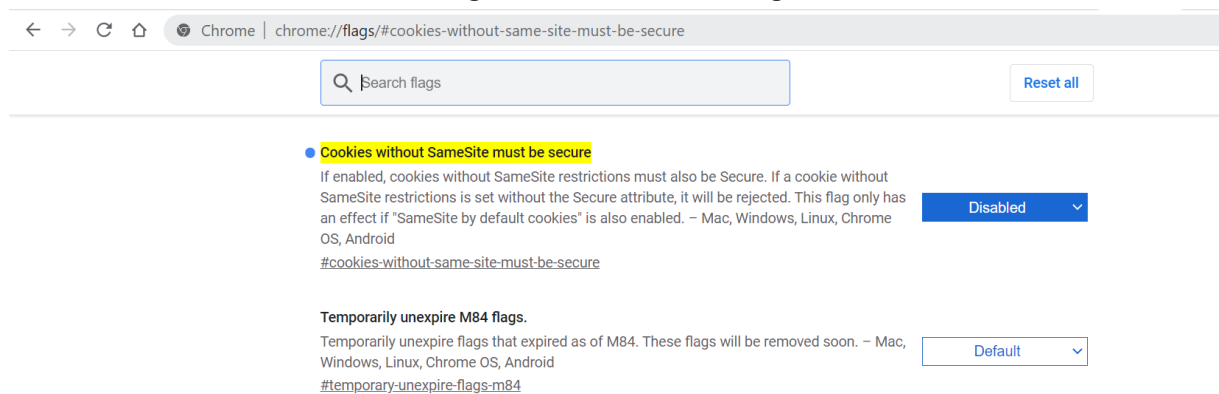 Chrome | chrome://flags/#cookies-without-same-site-must-be-secure
Search flags
Reset all
Cookies without SameSite must be secure
If enabled, cookies without SameSite restrictions must also be Secure. If a cookie without
SameSite restrictions is set without the Secure attribute, it will be rejected. This flag only has
an effect if "SameSite by default cookies" is also enabled. – Mac, Windows, Linux, Chrome
OS, Android
#cookies-without-same-site-must-be-secure
Disabled
Temporarily unexpire M84 flags.
Temporarily unexpire flags that expired as of M84. These flags will be removed soon. – Mac,
Windows, Linux, Chrome OS, Android
#temporary-unexpire-flags-m84
Default